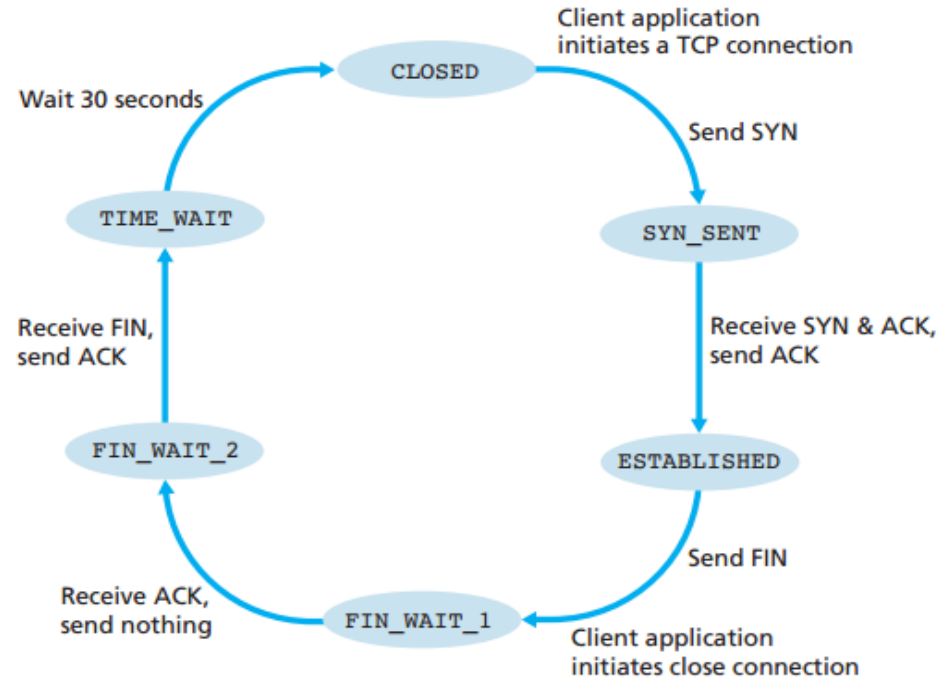 Client application
initiates a TCP connection
CLOSED
Wait 30 seconds
Send SYN
TIME_WAIT
SYN_SENT
Receive FIN,
send ACK
Receive SYN & ACK,
send ACK
FIN_WAIT_2
ESTABLISHED
Send FIN
Receive ACK,
send nothing
FIN_WAIT_1
Client application
initiates close connection